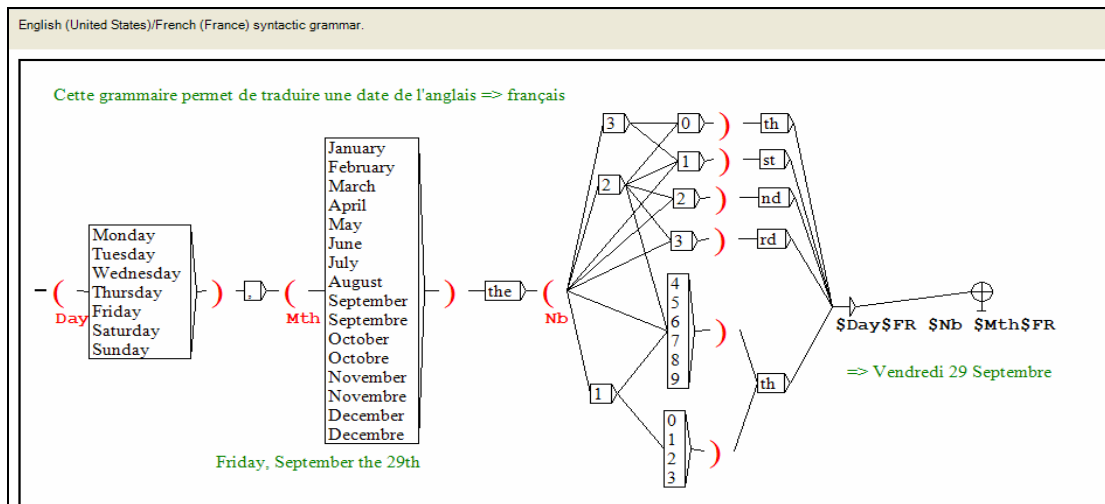 English (United States)/French (France) syntactic grammar.
Cette grammaire permet de traduire une date de l'anglais => français
( Day
Monday
Tuesday
Wednesday
Thursday
Friday
Saturday
Sunday
)
,
( Mth
January
February
March
April
May
June
July
August
September
Septembre
October
Octobre
November
Novembre
December
Decembre
)
the
( Nb
3
2
1
0 ) th
1 ) st
2 ) nd
3 ) rd
4
5
6
7
8
9
)
th
0
1
2
3
)
$Day$FR $Nb $Mth$FR
=> Vendredi 29 Septembre
Friday, September the 29th